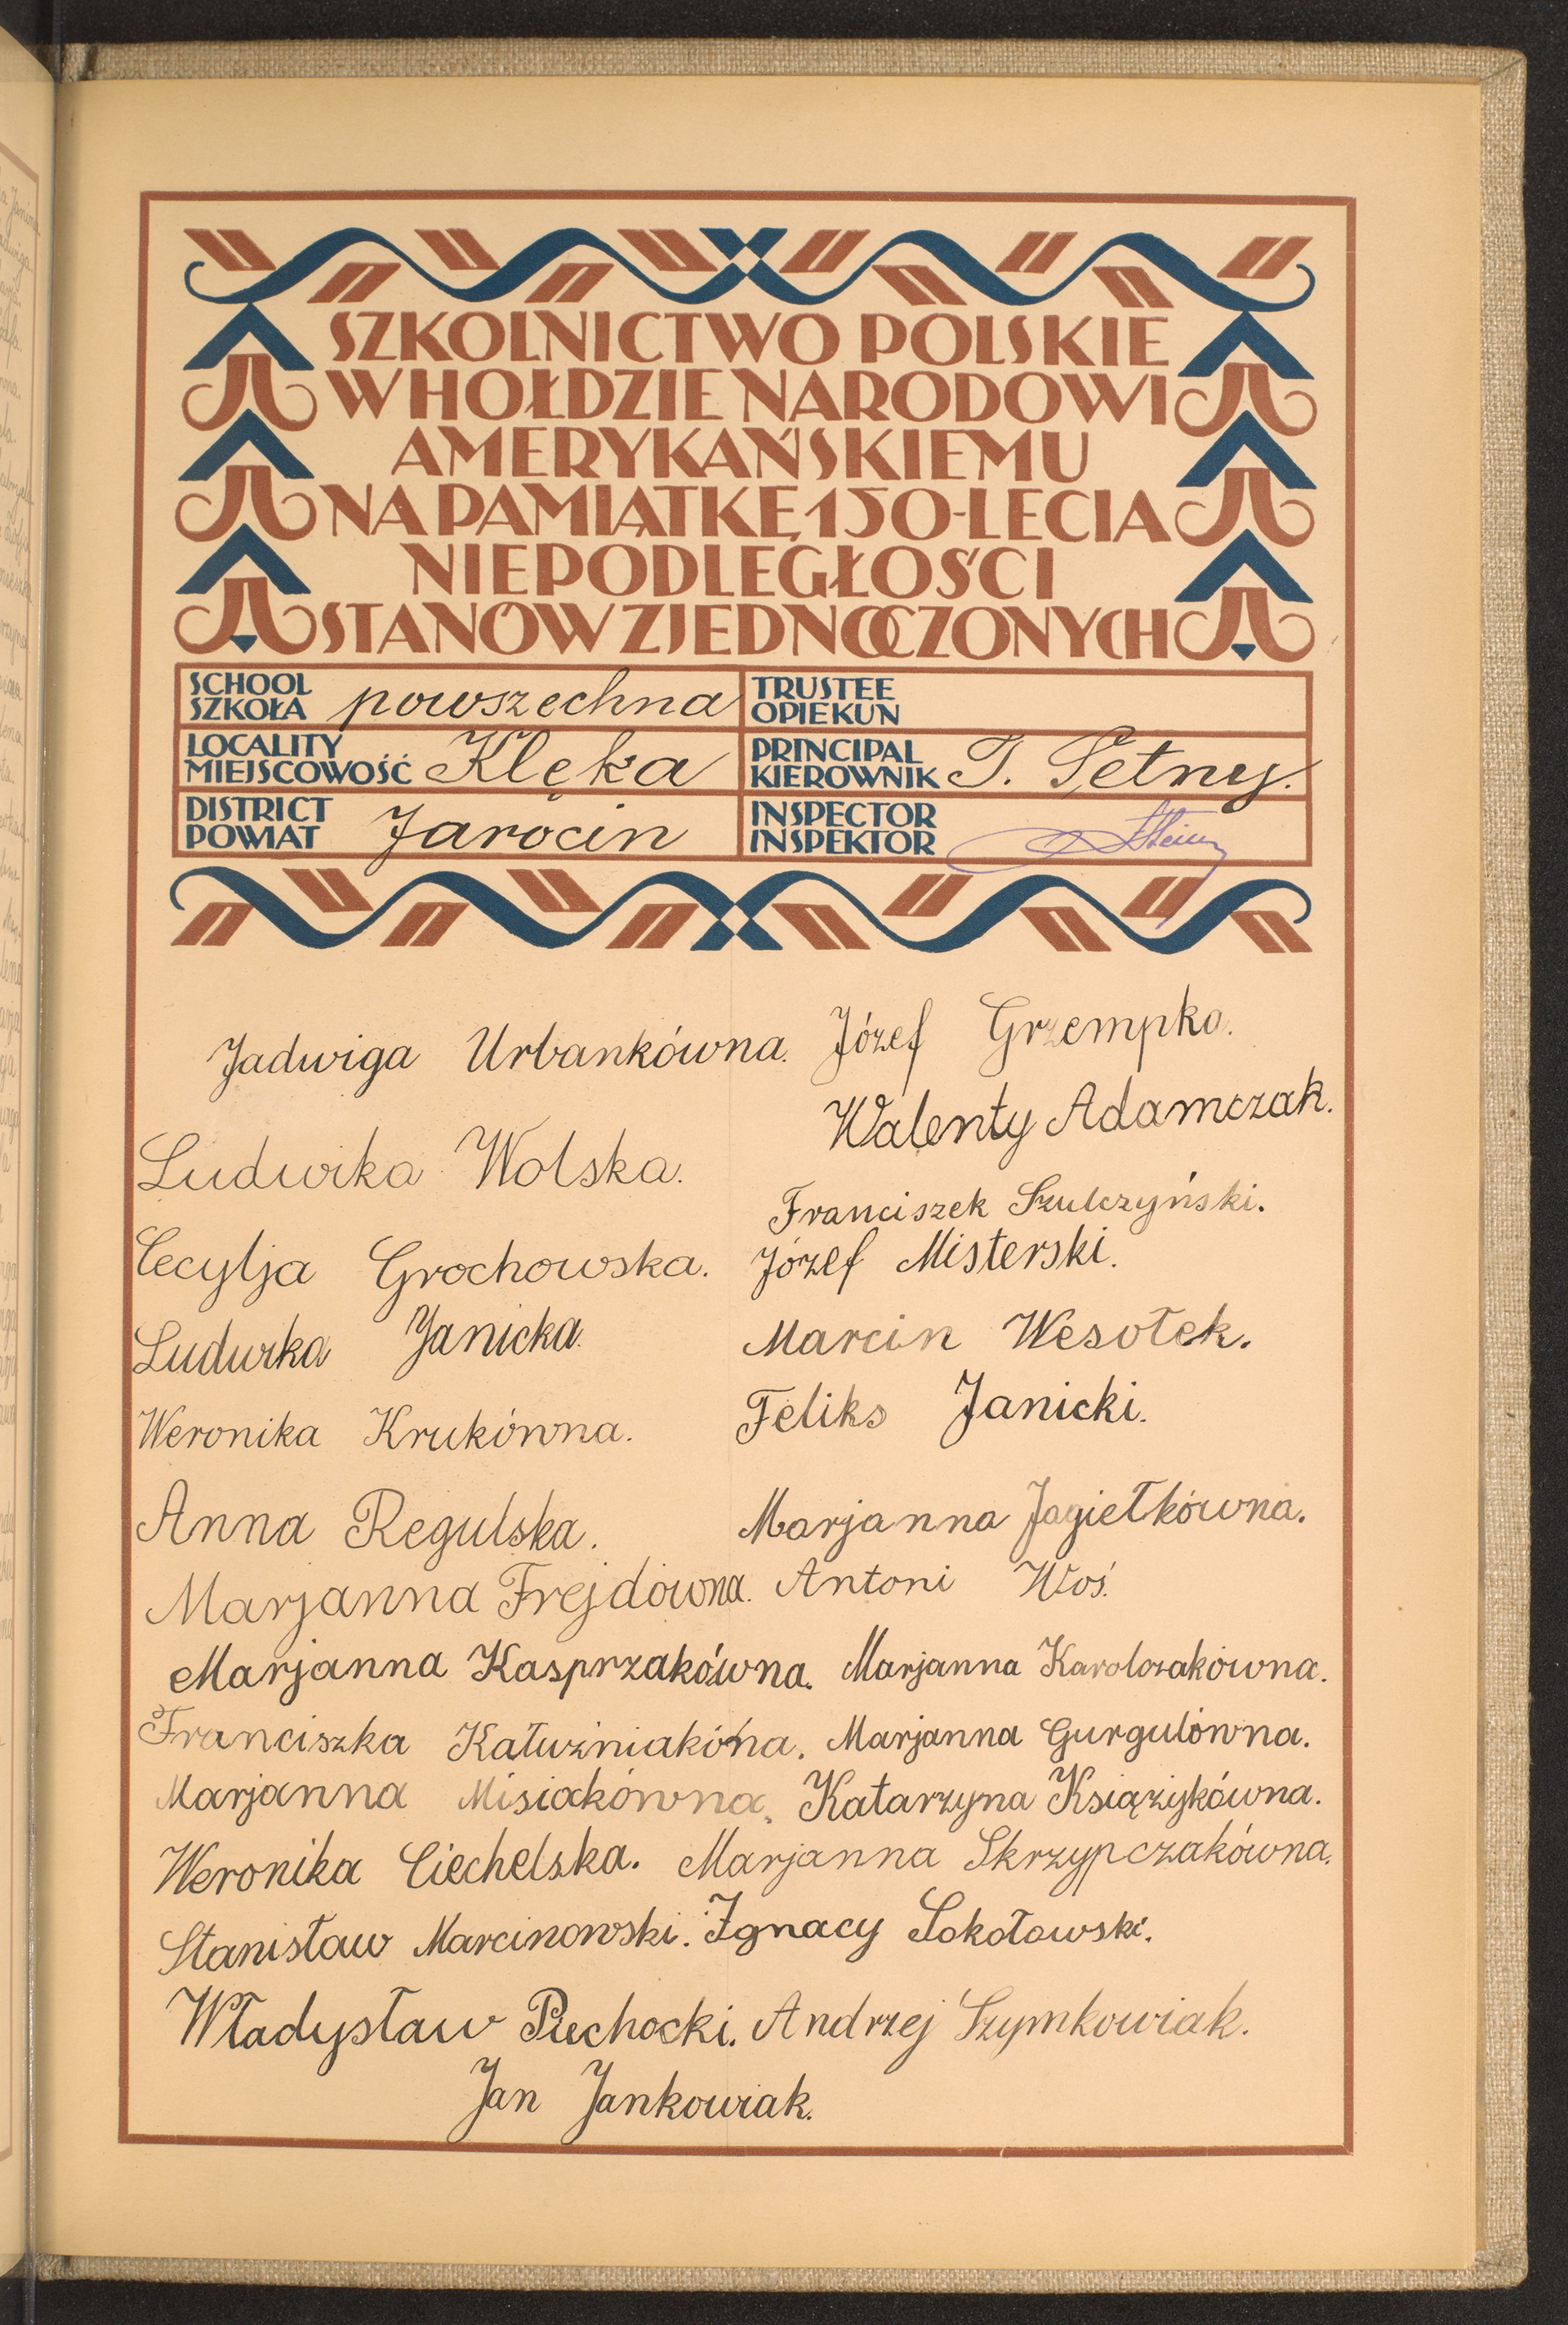 SZKOLNICTWO POLSKIE
W HOŁDZIE NARODOWI
AMERYKAŃSKIEMU
NA PAMIĄTKĘ 150-LECIA
NIEPODLEGŁOŚCI
STANÓW ZJEDNOCZONYCH
SCHOOL
SZKOŁA powszechna
TRUSTEE
OPIEKUN
LOCALITY
MIEJSCOWOŚĆ Klęka
PRINCIPAL
KIEROWNIK J. Setny.
DISTRICT
POWIAT Jarocin
INSPECTOR
INSPEKTOR
Jadwiga Urbankówna. Józef Grzempko.
Walenty Adamczak.
Ludwika Wolska.
Franciszek Szulczyński.
Cecylja Grochowska. Józef Misterski.
Ludwika Janicka. Marcin Wesołek.
Weronika Krukówna. Feliks Janicki.
Anna Regulska. Marjanna Jagiełkówna.
Marjanna Frejdówna. Antoni Woś.
Marjanna Kasprzakówna. Marjanna Karolczakówna.
Franciszka Kałuźniakóna. Marjanna Gurgulówna.
Marjanna Misiakówna. Katarzyna Książykówna.
Weronika Ciechelska. Marjanna Skrzypczakówna.
Stanisław Marcinowski. Ignacy Sokołowski.
Władysław Piechocki. Andrzej Szymkowiak.
Jan Jankowiak.